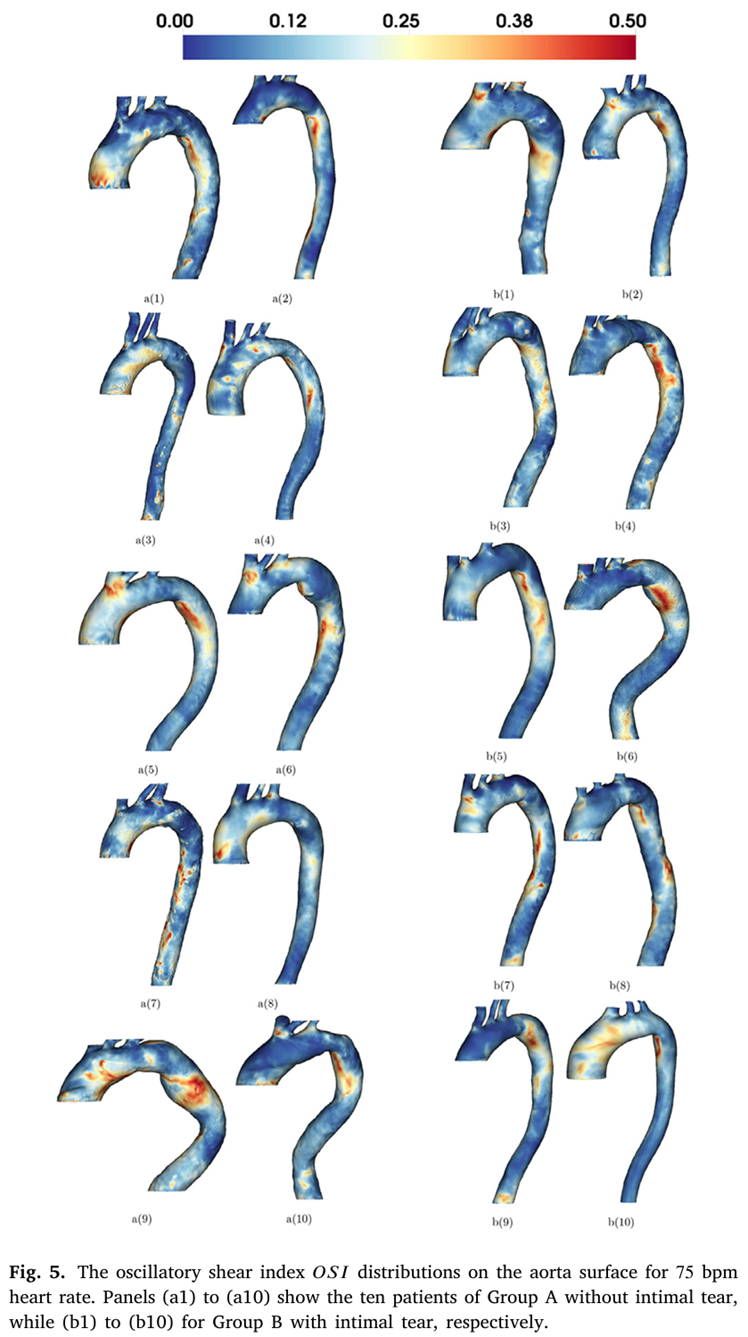 0.00 0.12 0.25 0.38 0.50
a(1) a(2) b(1) b(2)
a(3) a(4) b(3) b(4)
a(5) a(6) b(5) b(6)
a(7) a(8) b(7) b(8)
a(9) a(10) b(9) b(10)
Fig. 5. The oscillatory shear index OSI distributions on the aorta surface for 75 bpm
heart rate. Panels (a1) to (a10) show the ten patients of Group A without intimal tear,
while (b1) to (b10) for Group B with intimal tear, respectively.